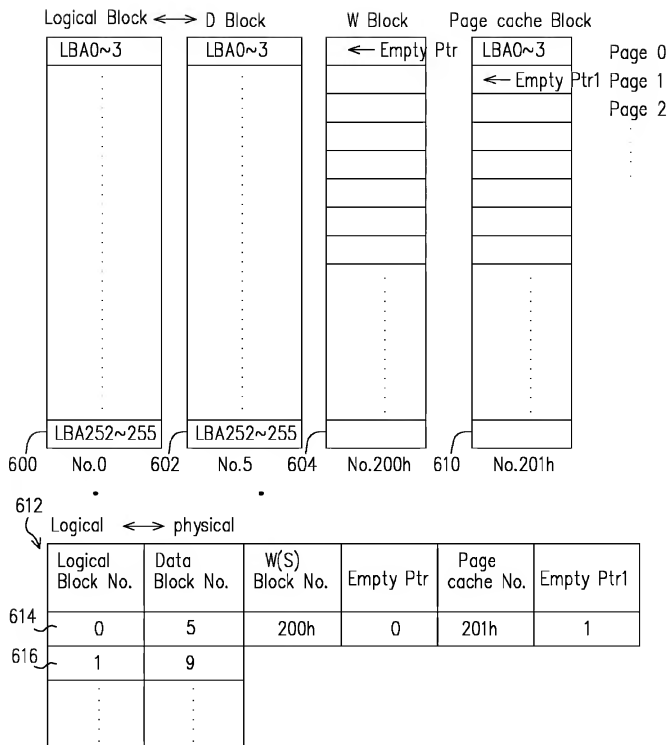 Logical Block ⟷ D Block W Block Page cache Block
LBA0~3 LBA0~3 ← Empty Ptr LBA0~3 Page 0
← Empty Ptr1 Page 1
Page 2
LBA252~255 LBA252~255
600 No.0 602 No.5 604 No.200h 610 No.201h
612
Logical ⟷ physical
Logical Block No. Data Block No. W(S) Block No. Empty Ptr Page cache No. Empty Ptr1
614 0 5 200h 0 201h 1
616 1 9